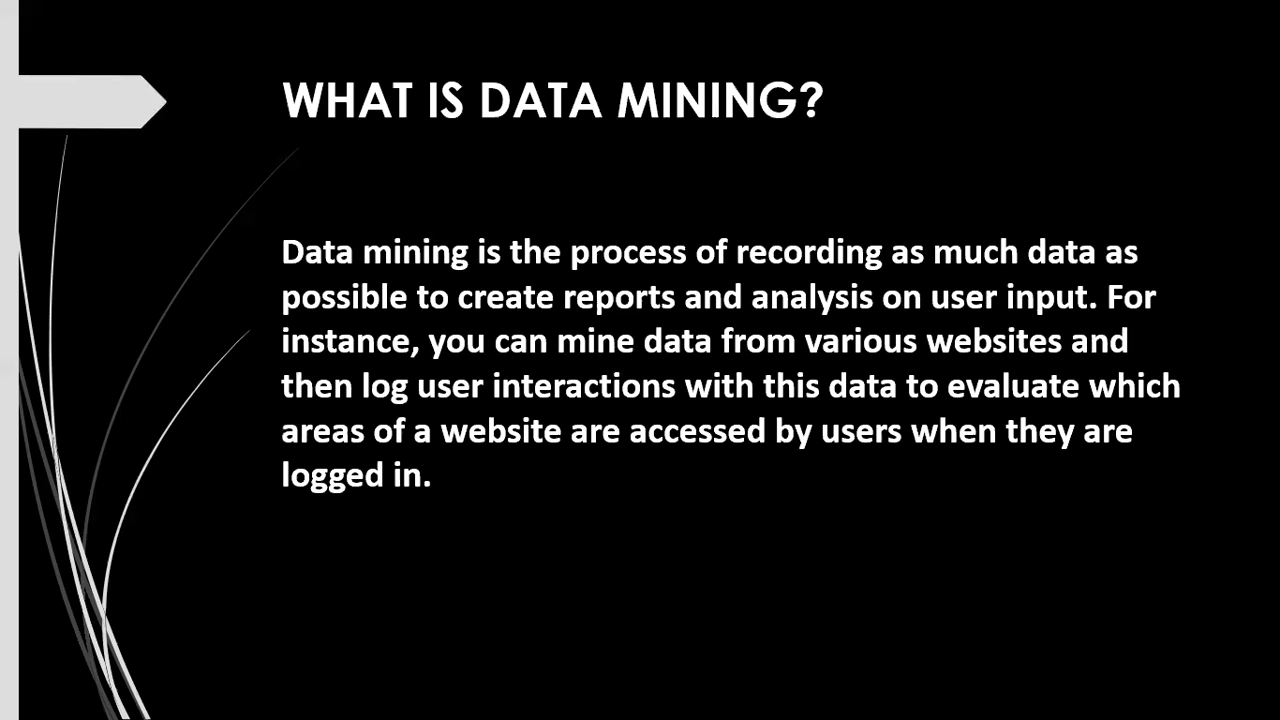 WHAT IS DATA MINING?
Data mining is the process of recording as much data as
possible to create reports and analysis on user input. For
instance, you can mine data from various websites and
then log user interactions with this data to evaluate which
areas of a website are accessed by users when they are
logged in.